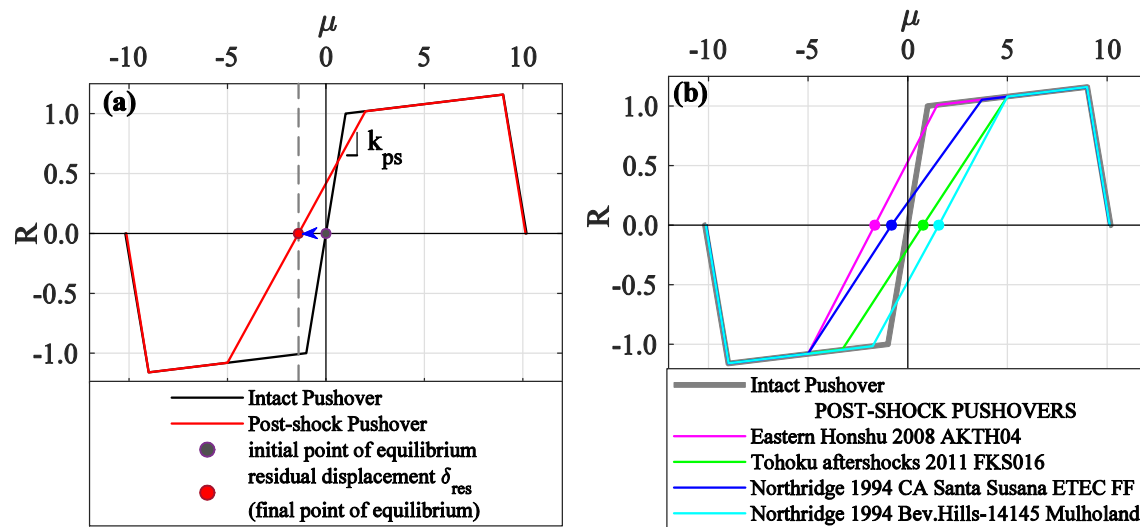 μ
-10 -5 0 5 10
(a)
1.0
0.5
0.0
-0.5
-1.0
R
k_ps
Intact Pushover
Post-shock Pushover
initial point of equilibrium
residual displacement δ_res
(final point of equilibrium)
μ
-10 -5 0 5 10
(b)
1.0
0.5
0.0
-0.5
-1.0
R
Intact Pushover
POST-SHOCK PUSHOVERS
Eastern Honshu 2008 AKTH04
Tohoku aftershocks 2011 FKS016
Northridge 1994 CA Santa Susana ETEC FF
Northridge 1994 Bev.Hills-14145 Mulholand